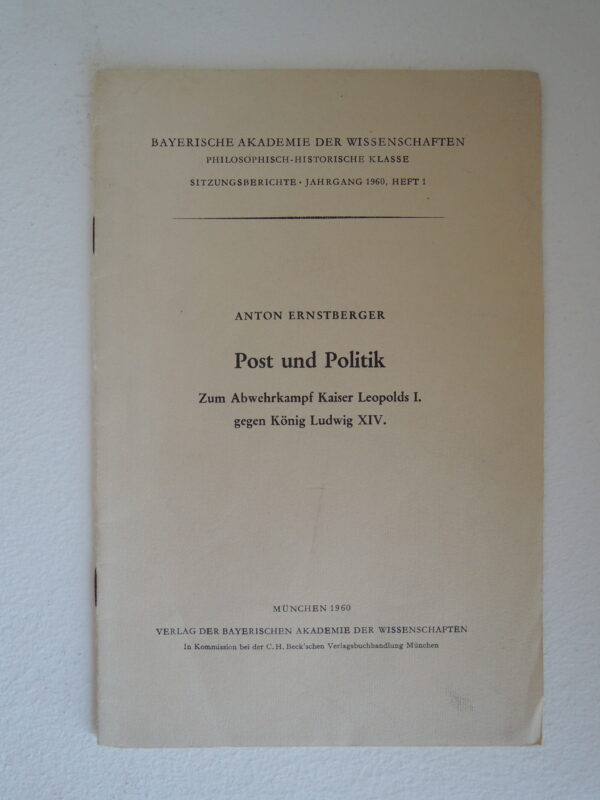 BAYERISCHE AKADEMIE DER WISSENSCHAFTEN
PHILOSOPHISCH-HISTORISCHE KLASSE
SITZUNGSBERICHTE · JAHRGANG 1960, HEFT 1
ANTON ERNSTBERGER
Post und Politik
Zum Abwehrkampf Kaiser Leopolds I.
gegen König Ludwig XIV.
MÜNCHEN 1960
VERLAG DER BAYERISCHEN AKADEMIE DER WISSENSCHAFTEN
In Kommission bei der C. H. Beck'schen Verlagsbuchhandlung München